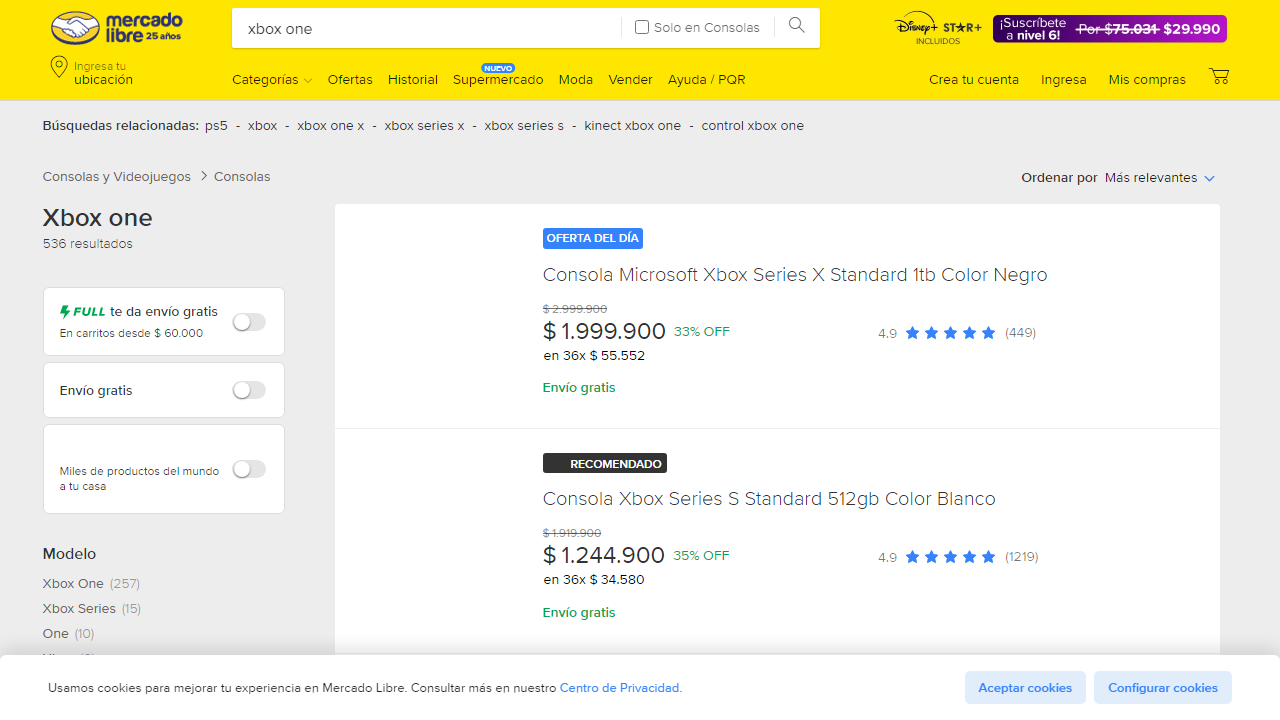 mercado
libre 25 años
xbox one
Solo en Consolas
Disney+ STAR+
INCLUIDOS
¡Suscríbete
a nivel 6! Por $75.031 $29.990
Ingresa tu
ubicación
Categorías
Ofertas
Historial
NUEVO
Supermercado
Moda
Vender
Ayuda / PQR
Crea tu cuenta
Ingresa
Mis compras
Búsquedas relacionadas: ps5 - xbox - xbox one x - xbox series x - xbox series s - kinect xbox one - control xbox one
Consolas y Videojuegos > Consolas
Ordenar por Más relevantes
Xbox one
536 resultados
FULL te da envío gratis
En carritos desde $ 60.000
Envío gratis
Miles de productos del mundo
a tu casa
Modelo
Xbox One (257)
Xbox Series (15)
One (10)
OFERTA DEL DÍA
Consola Microsoft Xbox Series X Standard 1tb Color Negro
$ 2.999.900
$ 1.999.900 33% OFF
en 36x $ 55.552
4.9 (449)
Envío gratis
RECOMENDADO
Consola Xbox Series S Standard 512gb Color Blanco
$ 1.919.900
$ 1.244.900 35% OFF
en 36x $ 34.580
4.9 (1219)
Envío gratis
Usamos cookies para mejorar tu experiencia en Mercado Libre. Consultar más en nuestro Centro de Privacidad.
Aceptar cookies
Configurar cookies